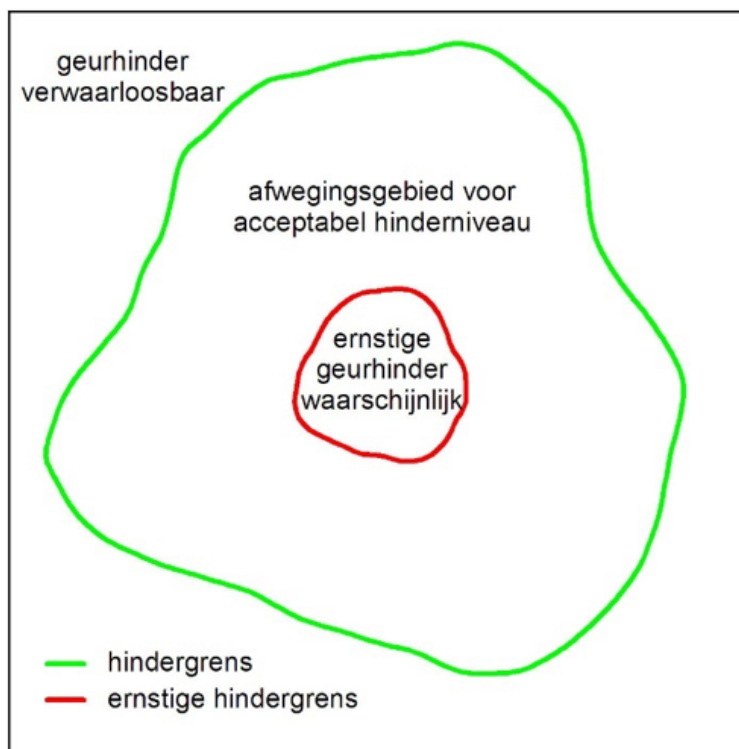 geurhinder
verwaarloosbaar
afwegingsgebied voor
acceptabel hinderniveau
ernstige
geurhinder
waarschijnlijk
hindergrens
ernstige hindergrens